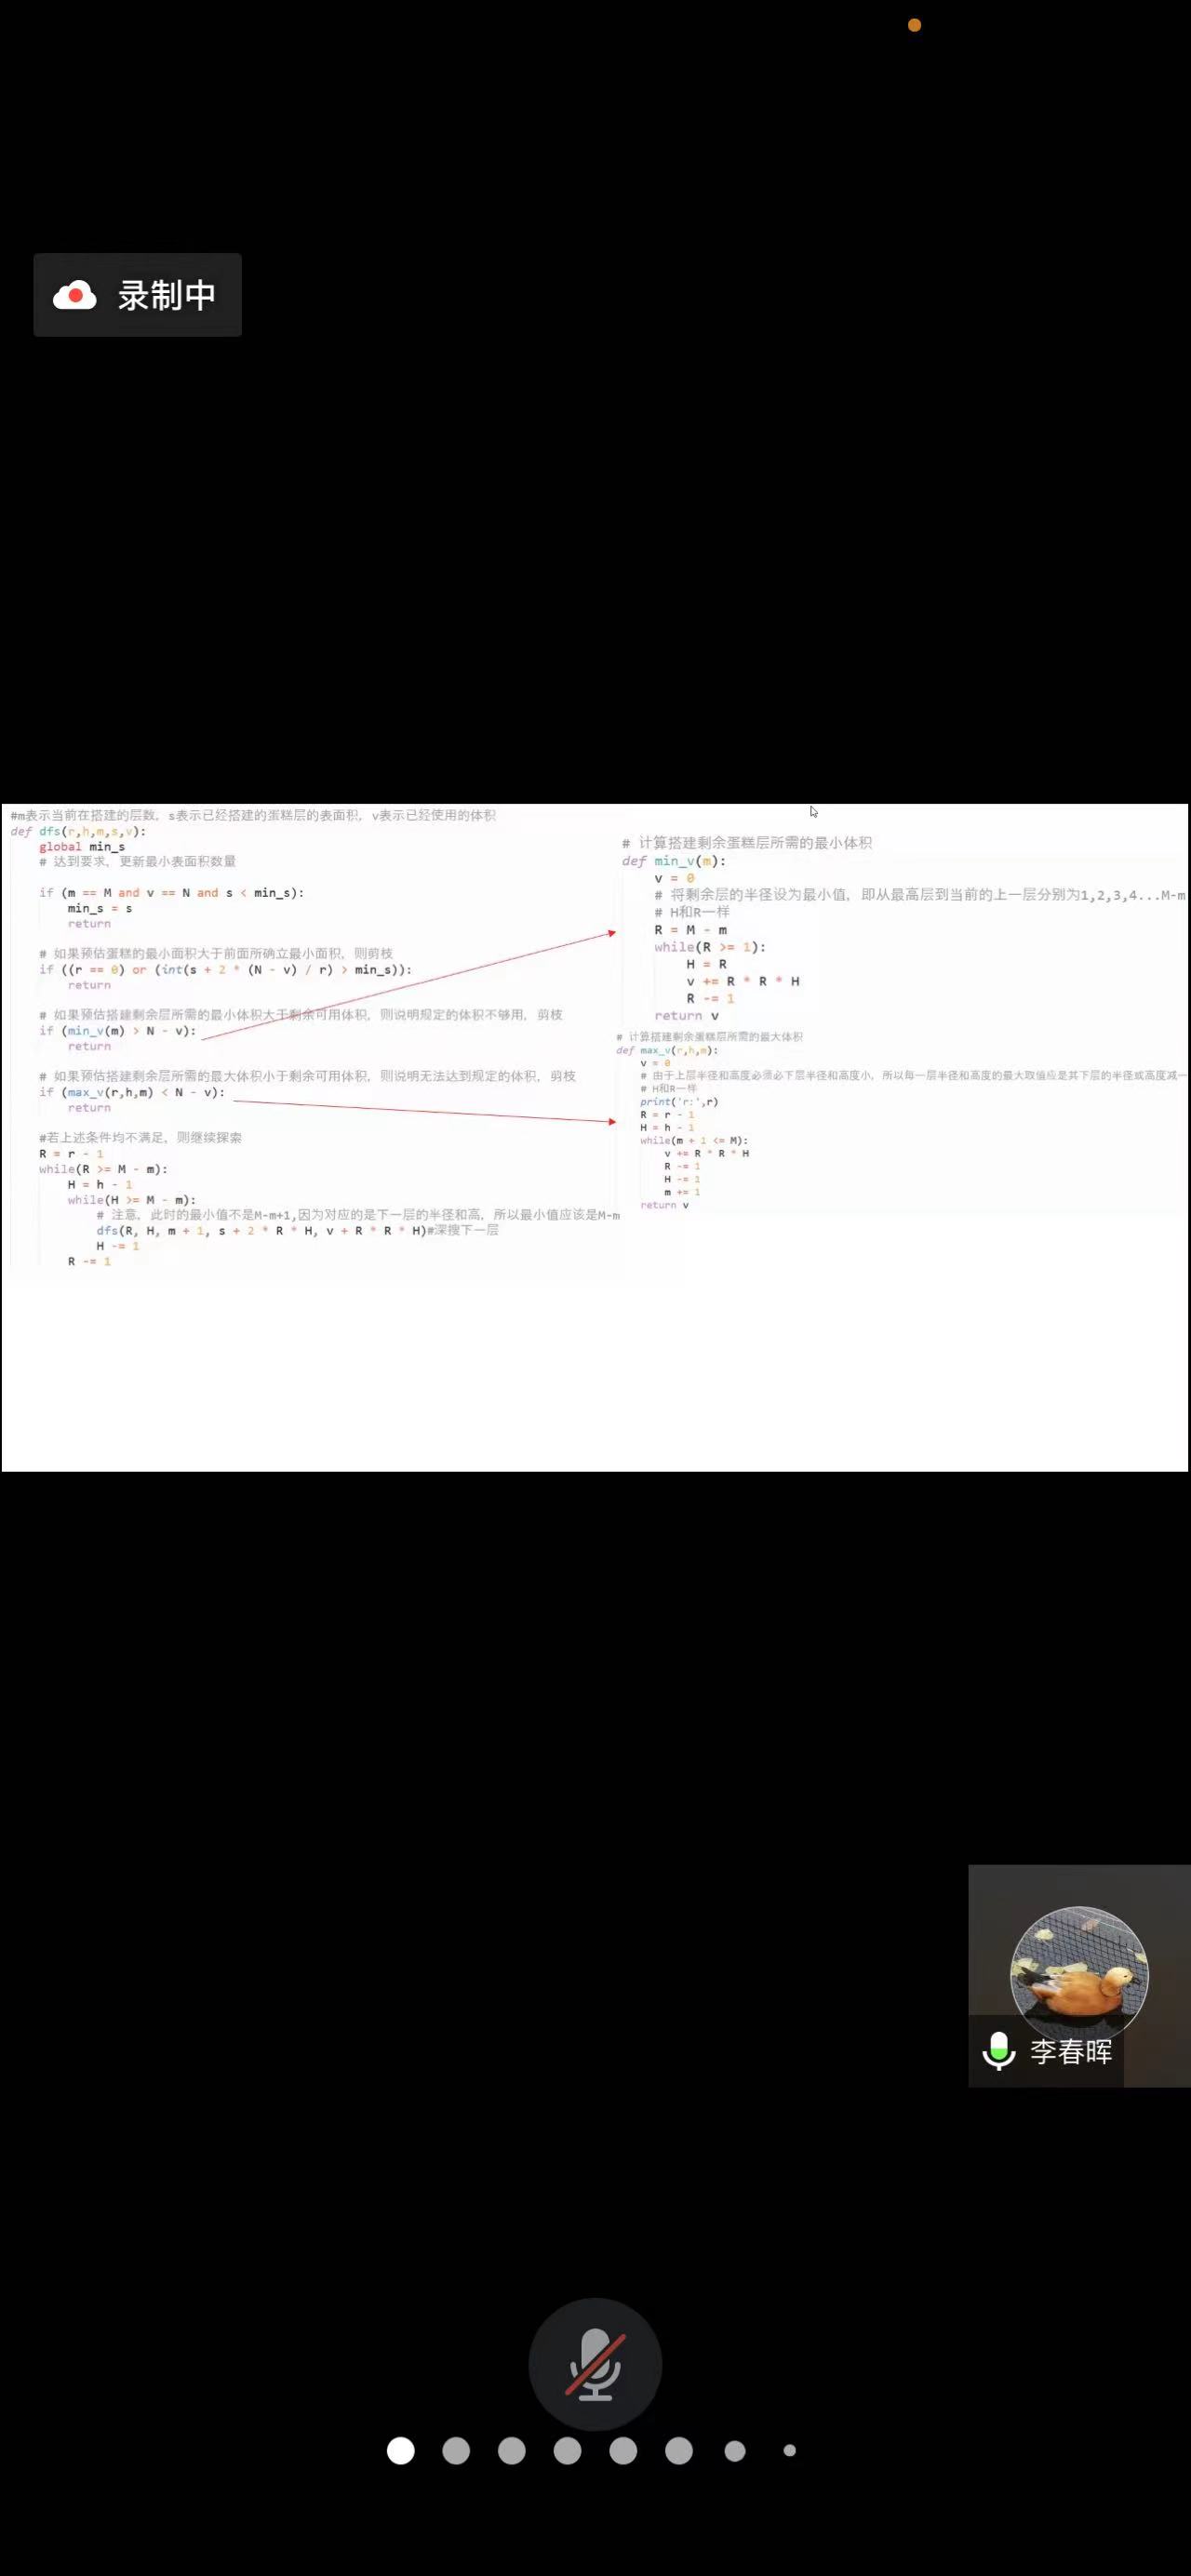 录制中
#m表示当前在搭建的层数, s表示已经搭建的蛋糕层的表面积, v表示已经使用的体积
def dfs(r,h,m,s,v):
global min_s
# 达到要求, 更新最小表面积数量
if (m == M and v == N and s < min_s):
min_s = s
return
# 如果预估蛋糕的最小面积大于前面所确立最小面积, 则剪枝
if ((r == 0) or (int(s + 2 * (N - v) / r) > min_s)):
return
# 如果预估搭建剩余层所需的最小体积大于剩余可用体积, 则说明规定的体积不够用, 剪枝
if (min_v(m) > N - v):
return
# 如果预估搭建剩余层所需的最大体积小于剩余可用体积, 则说明无法达到规定的体积, 剪枝
if (max_v(r,h,m) < N - v):
return
#若上述条件均不满足, 则继续探索
R = r - 1
while(R >= M - m):
H = h - 1
while(H >= M - m):
# 注意, 此时的最小值不是M-m+1,因为对应的是下一层的半径和高, 所以最小值应该是M-m
dfs(R, H, m + 1, s + 2 * R * H, v + R * R * H)#深搜下一层
H -= 1
R -= 1
# 计算搭建剩余蛋糕层所需的最小体积
def min_v(m):
v = 0
# 将剩余层的半径设为最小值, 即从最高层到当前的上一层分别为1,2,3,4...M-m
# H和R一样
R = M - m
while(R >= 1):
H = R
v += R * R * H
R -= 1
return v
# 计算搭建剩余蛋糕层所需的最大体积
def max_v(r,h,m):
v = 0
# 由于上层半径和高度必须必下层半径和高度小, 所以每一层半径和高度的最大取值应是其下层的半径或高度减一
# H和R一样
print('r:',r)
R = r - 1
H = h - 1
while(m + 1 <= M):
v += R * R * H
R -= 1
H -= 1
m += 1
return v
李春晖